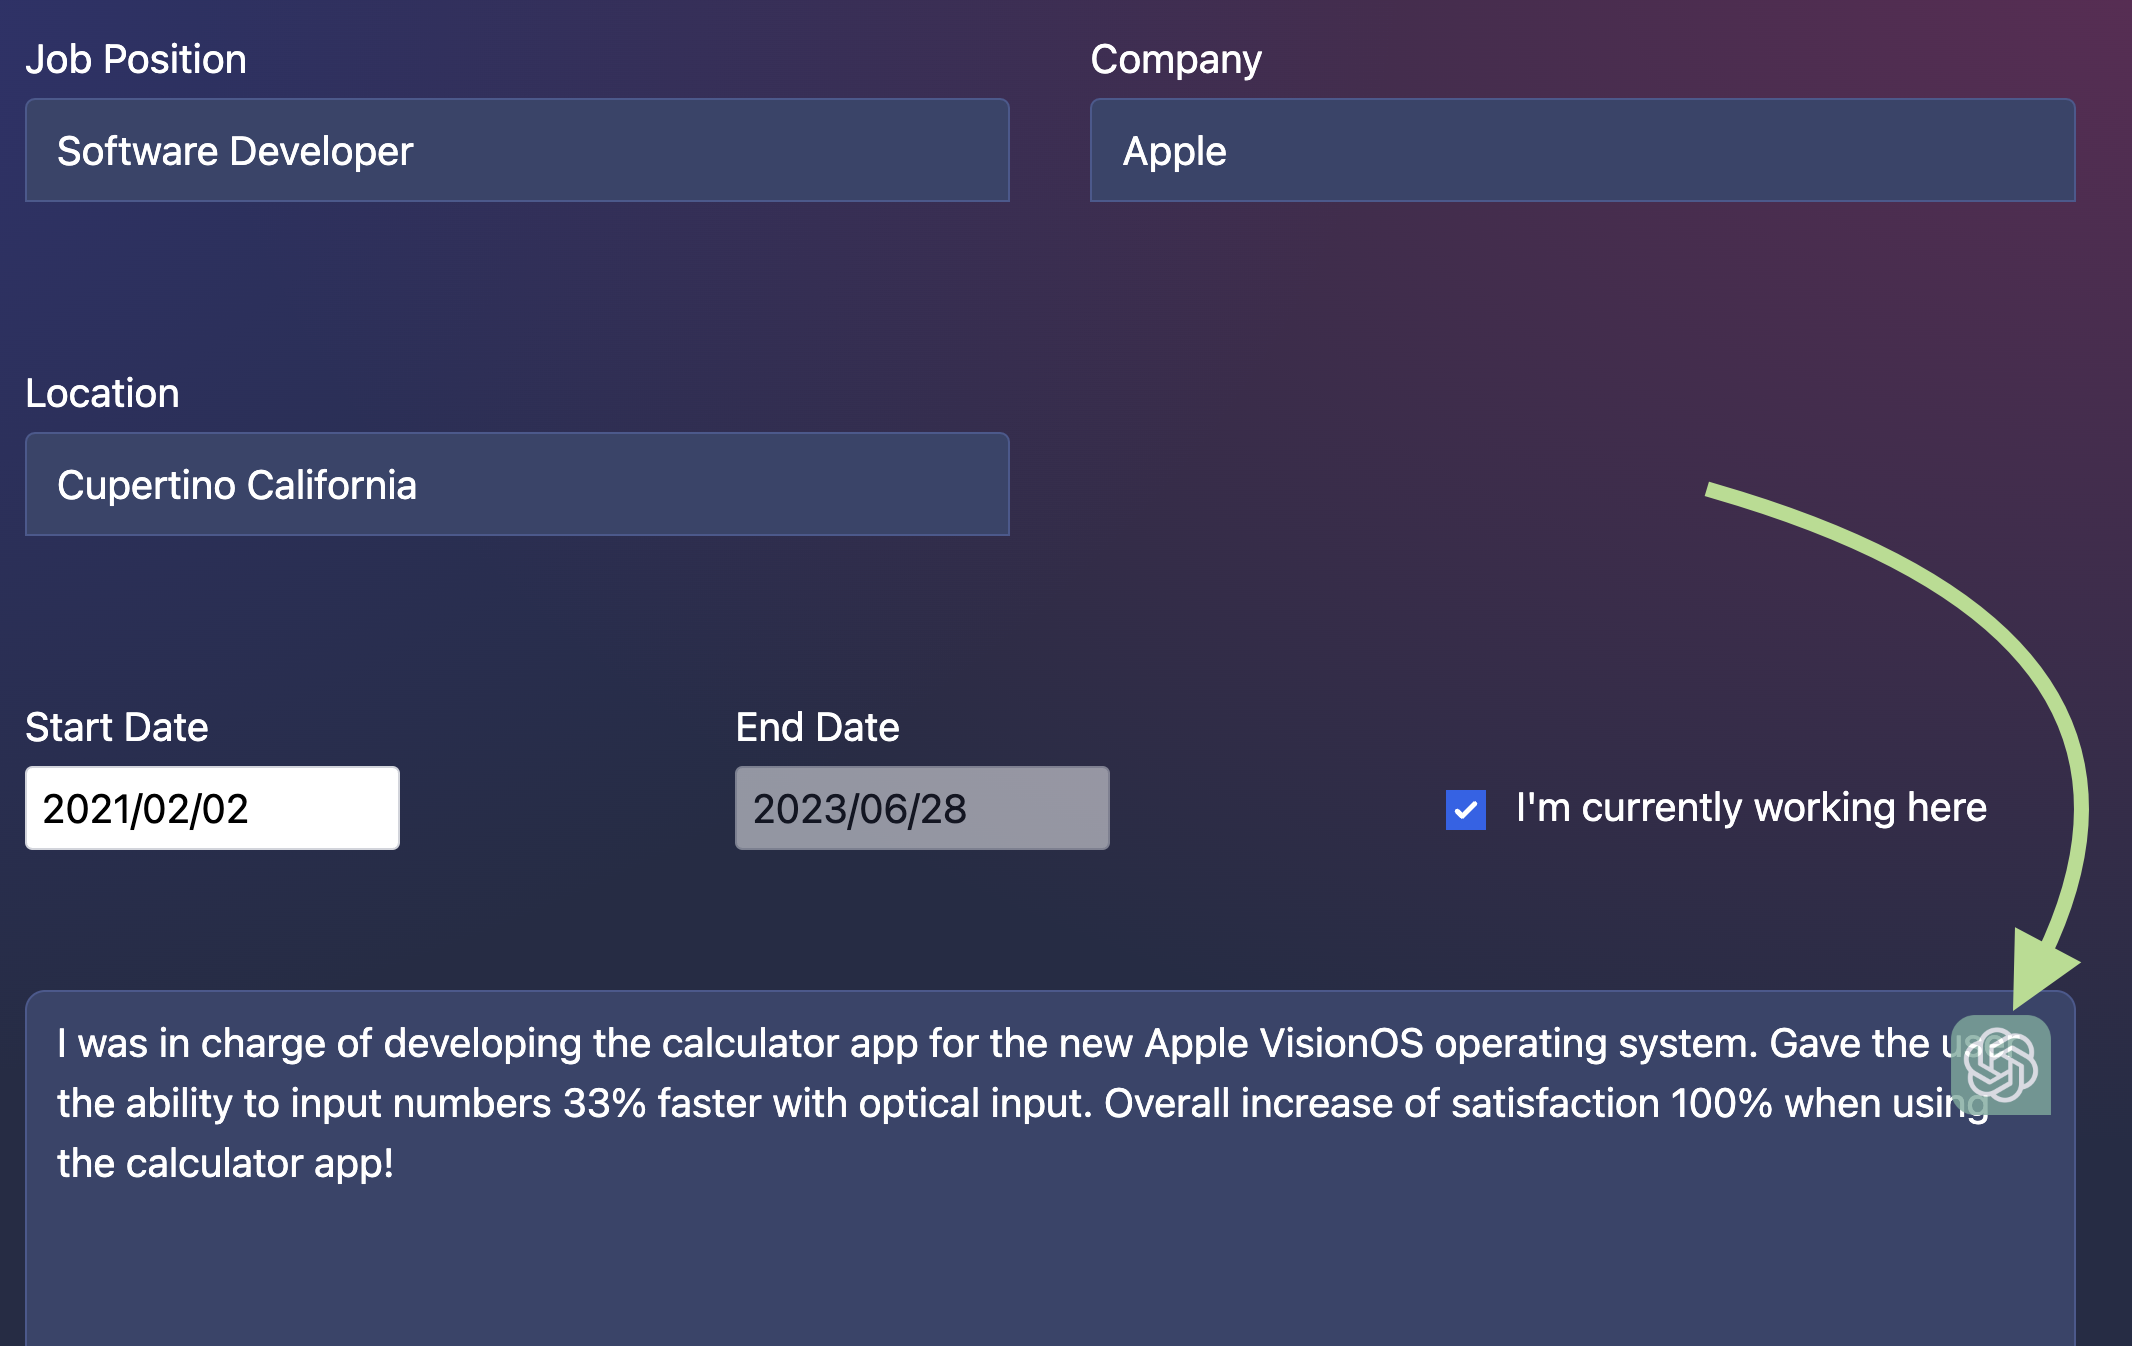 Job Position
Company
Software Developer
Apple
Location
Cupertino California
Start Date
End Date
2021/02/02
2023/06/28
I'm currently working here
I was in charge of developing the calculator app for the new Apple VisionOS operating system. Gave the user
the ability to input numbers 33% faster with optical input. Overall increase of satisfaction 100% when using
the calculator app!